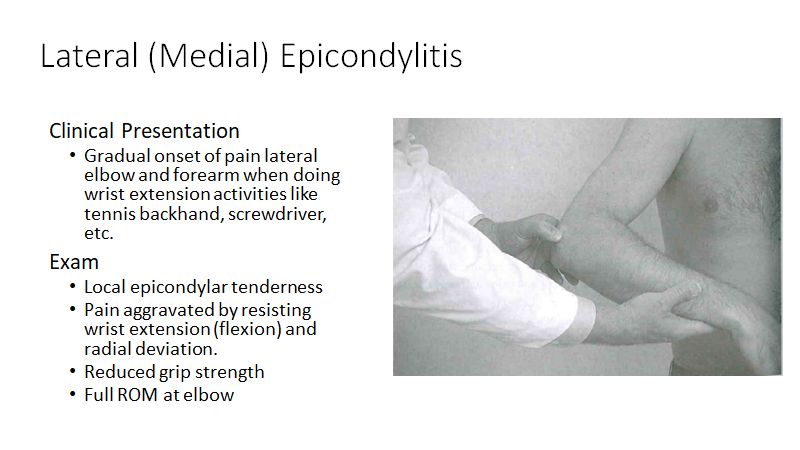 Lateral (Medial) Epicondylitis
Clinical Presentation
• Gradual onset of pain lateral
elbow and forearm when doing
wrist extension activities like
tennis backhand, screwdriver,
etc.
Exam
• Local epicondylar tenderness
• Pain aggravated by resisting
wrist extension (flexion) and
radial deviation.
• Reduced grip strength
• Full ROM at elbow